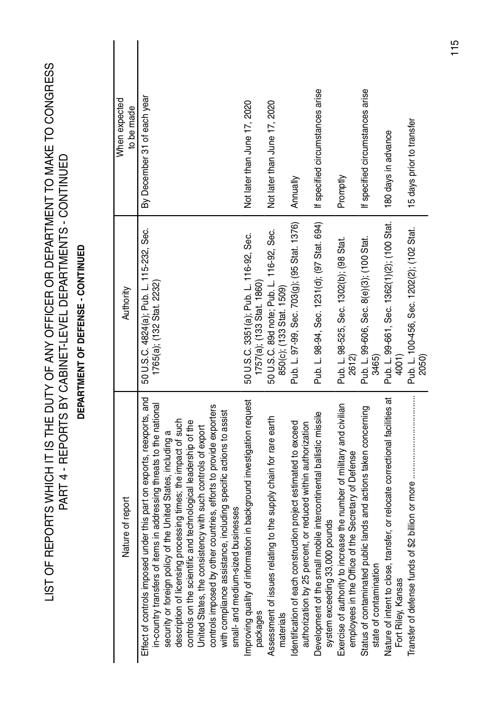 LIST OF REPORTS WHICH IT IS THE DUTY OF ANY OFFICER OR DEPARTMENT TO MAKE TO CONGRESS
PART 4 - REPORTS BY CABINET-LEVEL DEPARTMENTS - CONTINUED
DEPARTMENT OF DEFENSE - CONTINUED
Nature of report
Authority
When expected
to be made
Effect of controls imposed under this part on exports, reexports, and
in-country transfers of items in addressing threats to the national
security or foreign policy of the United States, including a
description of licensing processing times; the impact of such
controls on the scientific and technological leadership of the
United States, the consistency with such controls of export
controls imposed by other countries, efforts to provide exporters
with compliance assistance, including specific actions to assist
small- and medium-sized businesses
50 U.S.C. 4824(a); Pub. L. 115-232, Sec.
1765(a); (132 Stat. 2232)
By December 31 of each year
Improving quality of information in background investigation request
packages
50 U.S.C. 3351(a); Pub. L. 116-92, Sec.
1757(a); (133 Stat. 1860)
Not later than June 17, 2020
Assessment of issues relating to the supply chain for rare earth
materials
50 U.S.C. 89d note; Pub. L. 116-92, Sec.
850(c); (133 Stat. 1509)
Not later than June 17, 2020
Identification of each construction project estimated to exceed
authorization by 25 percent, or reduced within authorization
Pub. L. 97-99, Sec. 703(g); (95 Stat. 1376)
Annually
Development of the small mobile intercontinental ballistic missile
system exceeding 33,000 pounds
Pub. L. 98-94, Sec. 1231(d); (97 Stat. 694)
If specified circumstances arise
Exercise of authority to increase the number of military and civilian
employees in the Office of the Secretary of Defense
Pub. L. 98-525, Sec. 1302(b); (98 Stat.
2612)
Promptly
Status of contaminated public lands and actions taken concerning
state of contamination
Pub. L. 99-606, Sec. 8(e)(3); (100 Stat.
3465)
If specified circumstances arise
Nature of intent to close, transfer, or relocate correctional facilities at
Fort Riley, Kansas
Pub. L. 99-661, Sec. 1362(1)(2); (100 Stat.
4001)
180 days in advance
Transfer of defense funds of $2 billion or more ................................
Pub. L. 100-456, Sec. 1202(2); (102 Stat.
2050)
15 days prior to transfer
115